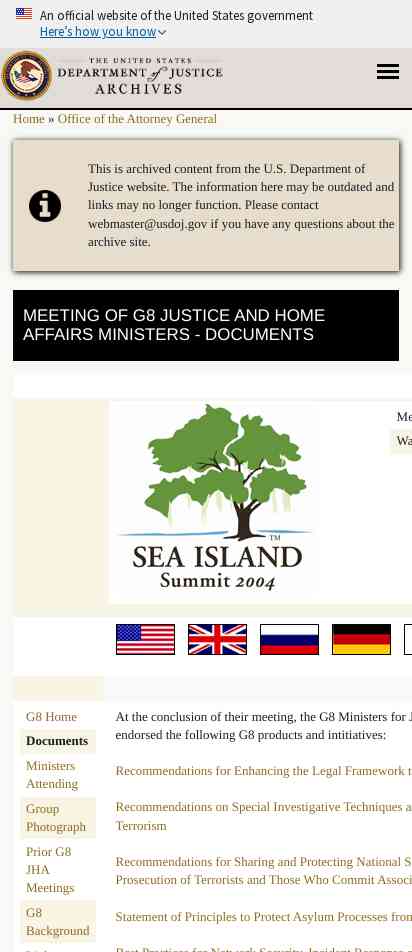 An official website of the United States government
Here's how you know
THE UNITED STATES
DEPARTMENT of JUSTICE
ARCHIVES
Home » Office of the Attorney General
This is archived content from the U.S. Department of
Justice website. The information here may be outdated and
links may no longer function. Please contact
webmaster@usdoj.gov if you have any questions about the
archive site.
MEETING OF G8 JUSTICE AND HOME
AFFAIRS MINISTERS - DOCUMENTS
Me
Wa
TM
SEA ISLAND
Summit 2004
G8 Home
Documents
Ministers
Attending
Group
Photograph
Prior G8
JHA
Meetings
G8
Background
At the conclusion of their meeting, the G8 Ministers for J
endorsed the following G8 products and intitiatives:
Recommendations for Enhancing the Legal Framework t
Recommendations on Special Investigative Techniques a
Terrorism
Recommendations for Sharing and Protecting National S
Prosecution of Terrorists and Those Who Commit Associ
Statement of Principles to Protect Asylum Processes from